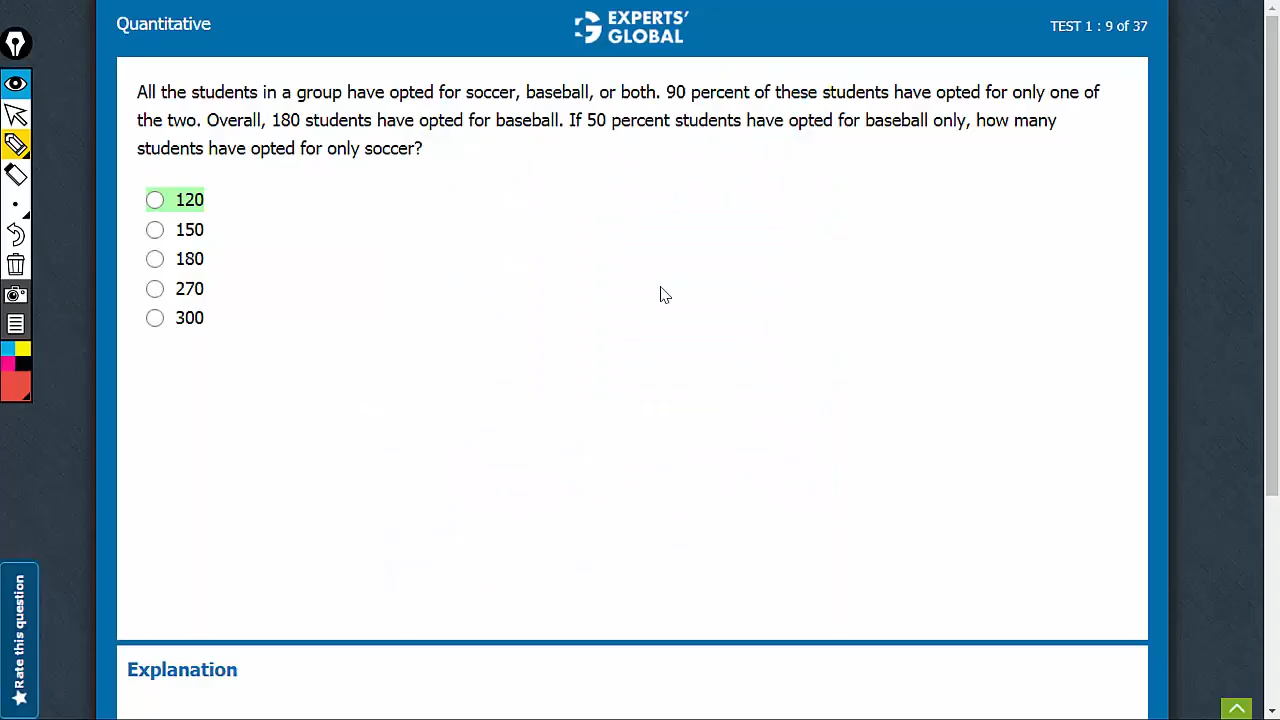 Quantitative
EXPERTS'
GLOBAL
TEST 1 : 9 of 37
All the students in a group have opted for soccer, baseball, or both. 90 percent of these students have opted for only one of
the two. Overall, 180 students have opted for baseball. If 50 percent students have opted for baseball only, how many
students have opted for only soccer?
120
150
180
270
300
Rate this question
Explanation